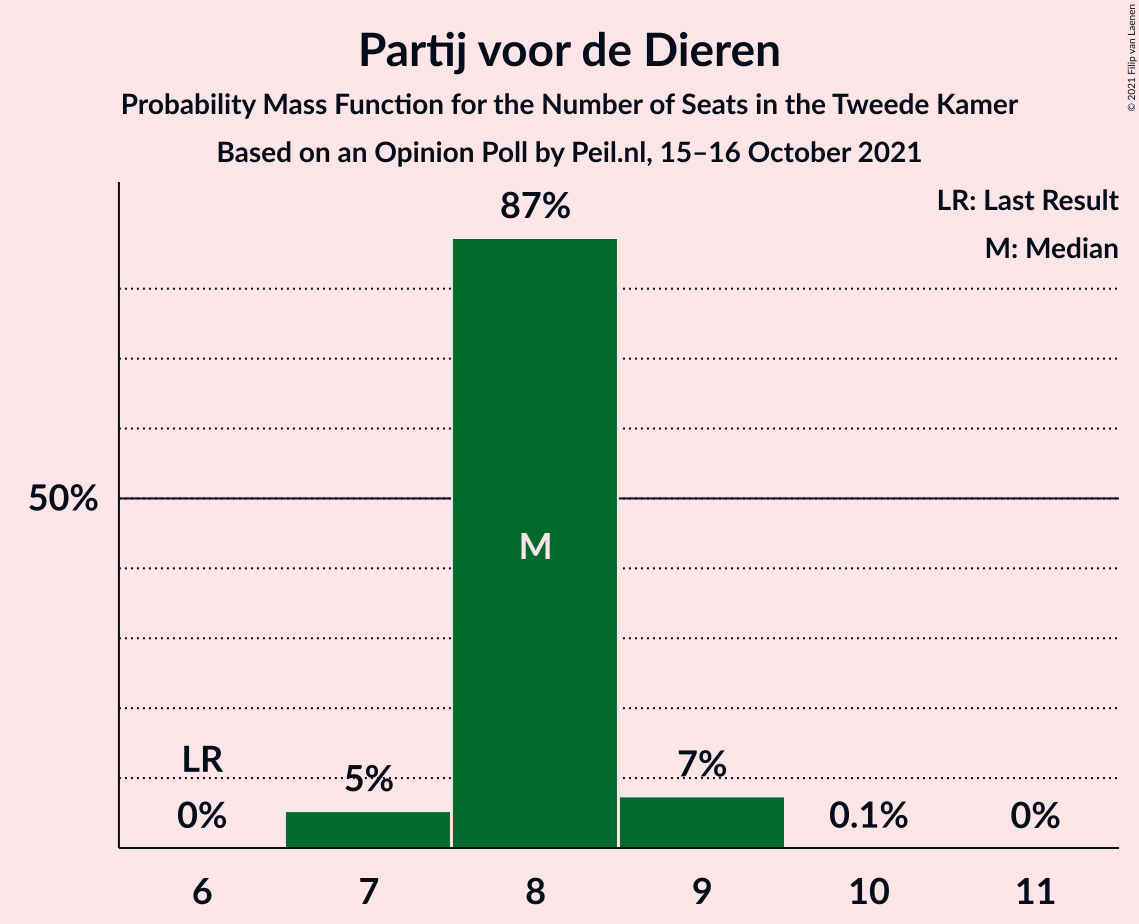 Partij voor de Dieren
Probability Mass Function for the Number of Seats in the Tweede Kamer
Based on an Opinion Poll by Peil.nl, 15–16 October 2021
© 2021 Filip van Laenen
LR: Last Result
M: Median
87%
50%
M
LR
0%
5%
7%
0.1%
0%
6 7 8 9 10 11